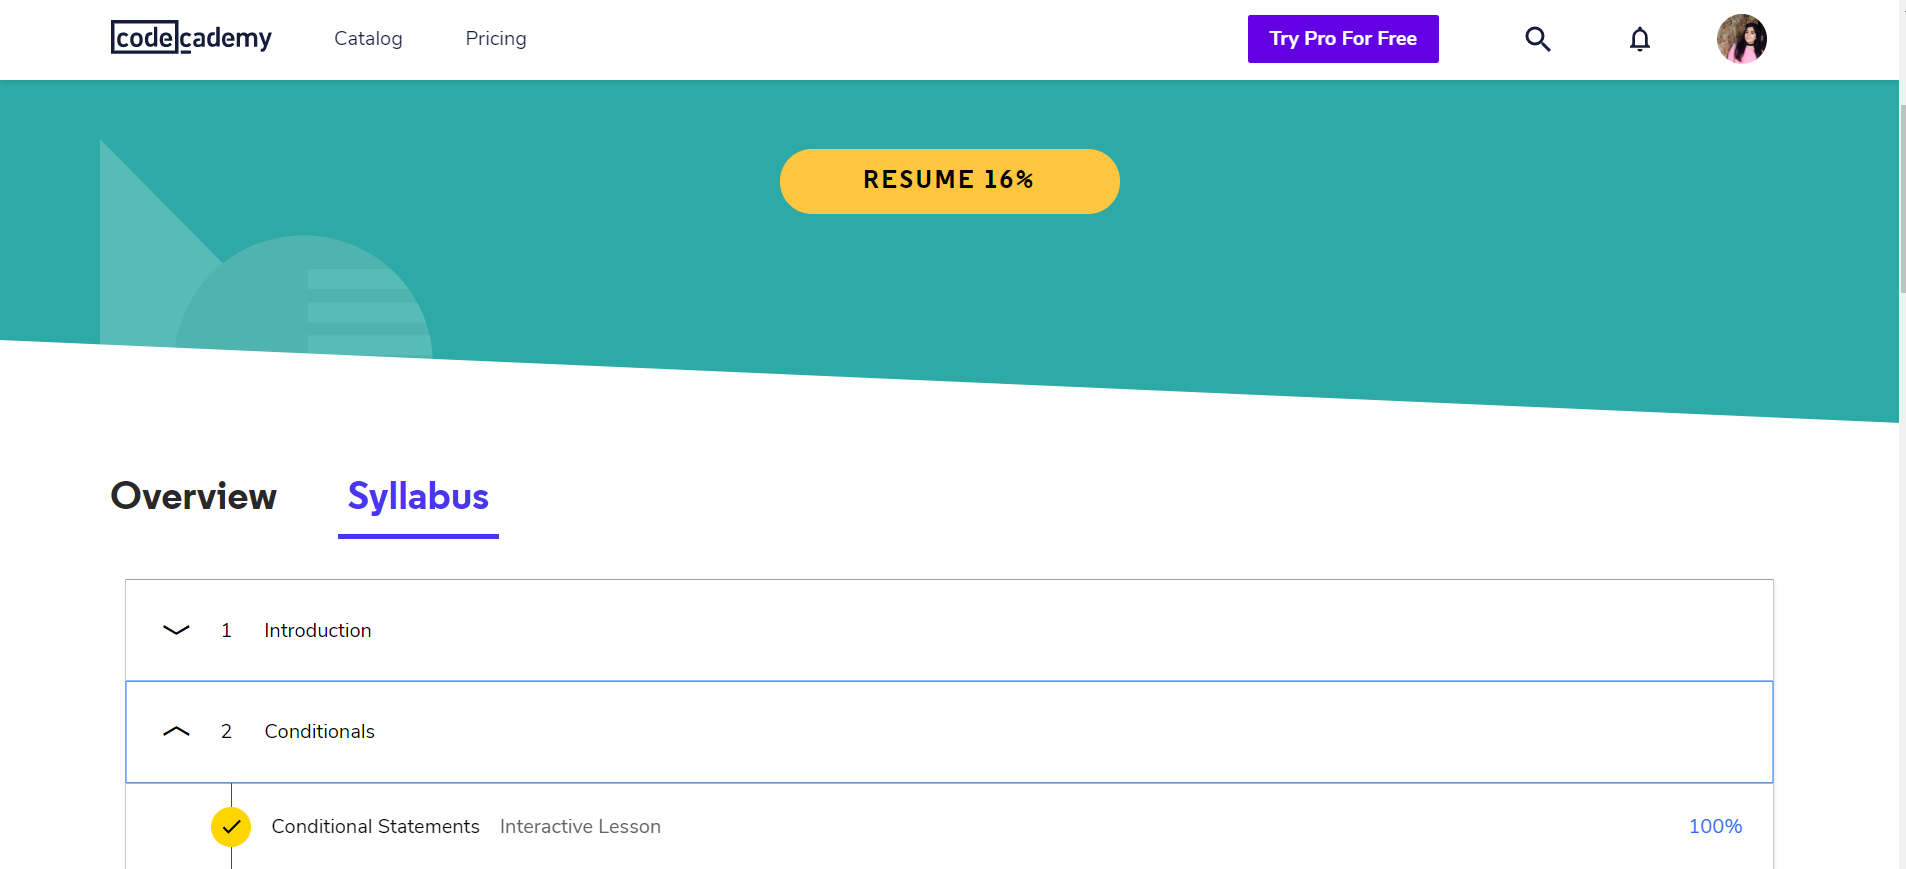 codecademy Catalog Pricing Try Pro For Free
RESUME 16%
Overview Syllabus
1 Introduction
2 Conditionals
Conditional Statements Interactive Lesson 100%